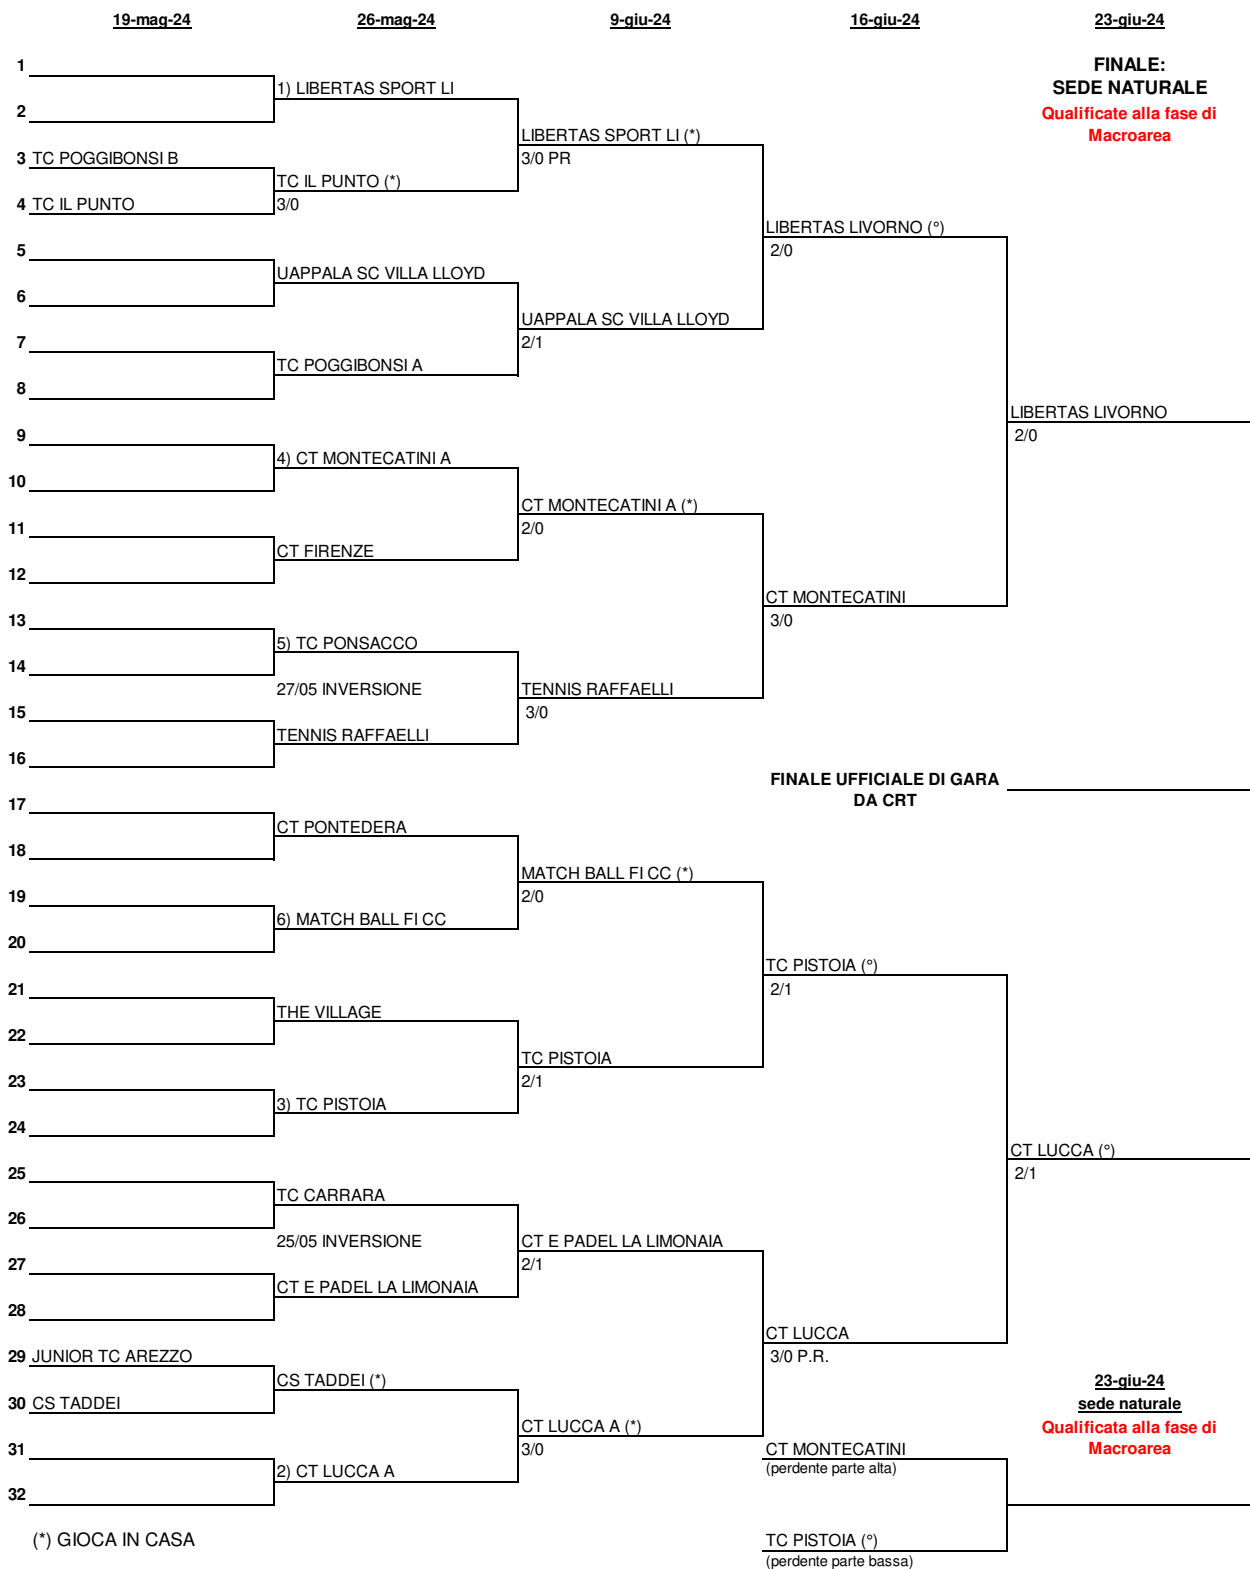 19-mag-24 26-mag-24 9-giu-24 16-giu-24 23-giu-24
1
FINALE:
SEDE NATURALE
1) LIBERTAS SPORT LI
2
Qualificate alla fase di
Macroarea
LIBERTAS SPORT LI (*)
3 TC POGGIBONSI B
3/0 PR
TC IL PUNTO (*)
4 TC IL PUNTO
3/0
LIBERTAS LIVORNO (°)
5
2/0
UAPPALA SC VILLA LLOYD
6
UAPPALA SC VILLA LLOYD
7
2/1
TC POGGIBONSI A
8
LIBERTAS LIVORNO
9
2/0
4) CT MONTECATINI A
10
CT MONTECATINI A (*)
11
2/0
CT FIRENZE
12
CT MONTECATINI
13
3/0
5) TC PONSACCO
14
27/05 INVERSIONE
TENNIS RAFFAELLI
15
3/0
TENNIS RAFFAELLI
16
FINALE UFFICIALE DI GARA
DA CRT
17
CT PONTEDERA
18
MATCH BALL FI CC (*)
19
2/0
6) MATCH BALL FI CC
20
TC PISTOIA (°)
21
2/1
THE VILLAGE
22
TC PISTOIA
23
2/1
3) TC PISTOIA
24
CT LUCCA (°)
25
2/1
TC CARRARA
26
25/05 INVERSIONE
CT E PADEL LA LIMONAIA
27
2/1
CT E PADEL LA LIMONAIA
28
CT LUCCA
29 JUNIOR TC AREZZO
3/0 P.R.
CS TADDEI (*)
23-giu-24
30 CS TADDEI
sede naturale
CT LUCCA A (*)
Qualificata alla fase di
Macroarea
31
3/0
CT MONTECATINI
(perdente parte alta)
2) CT LUCCA A
32
(*) GIOCA IN CASA
TC PISTOIA (°)
(perdente parte bassa)